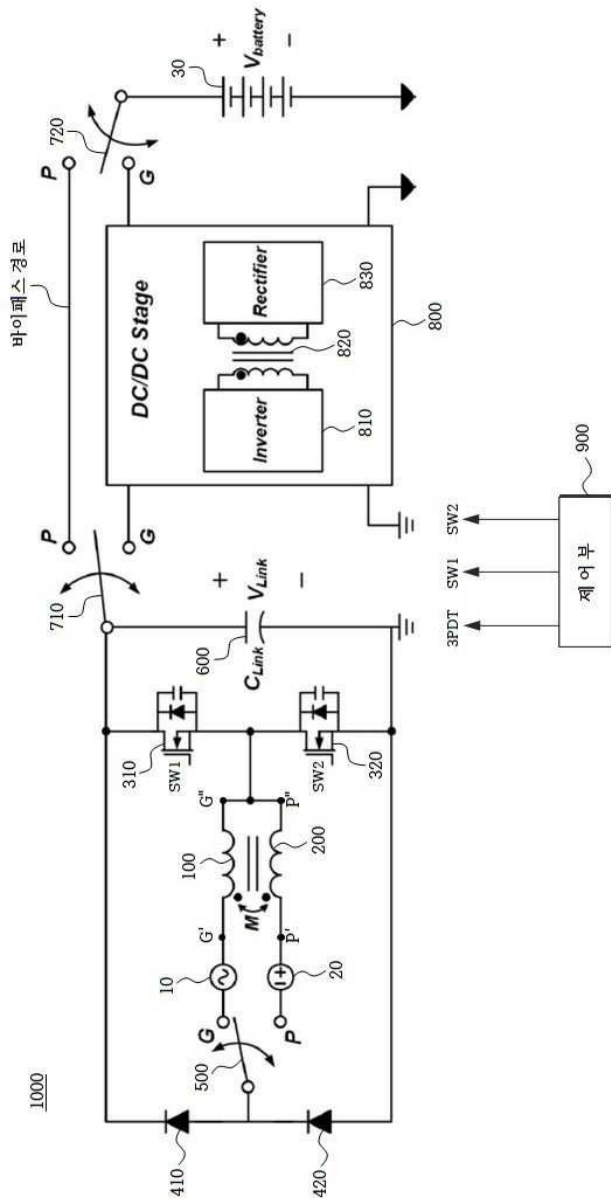 1000
바이패스 경로
710
P
P
720
G
G
30
+
V_battery
−
DC/DC Stage
Inverter
Rectifier
810
820
830
800
410
420
500
G
P
10
20
G'
P'
M
100
200
G"
P"
310
SW1
SW2
320
600
C_Link
+
V_Link
−
3PDT
SW1
SW2
제어부
900